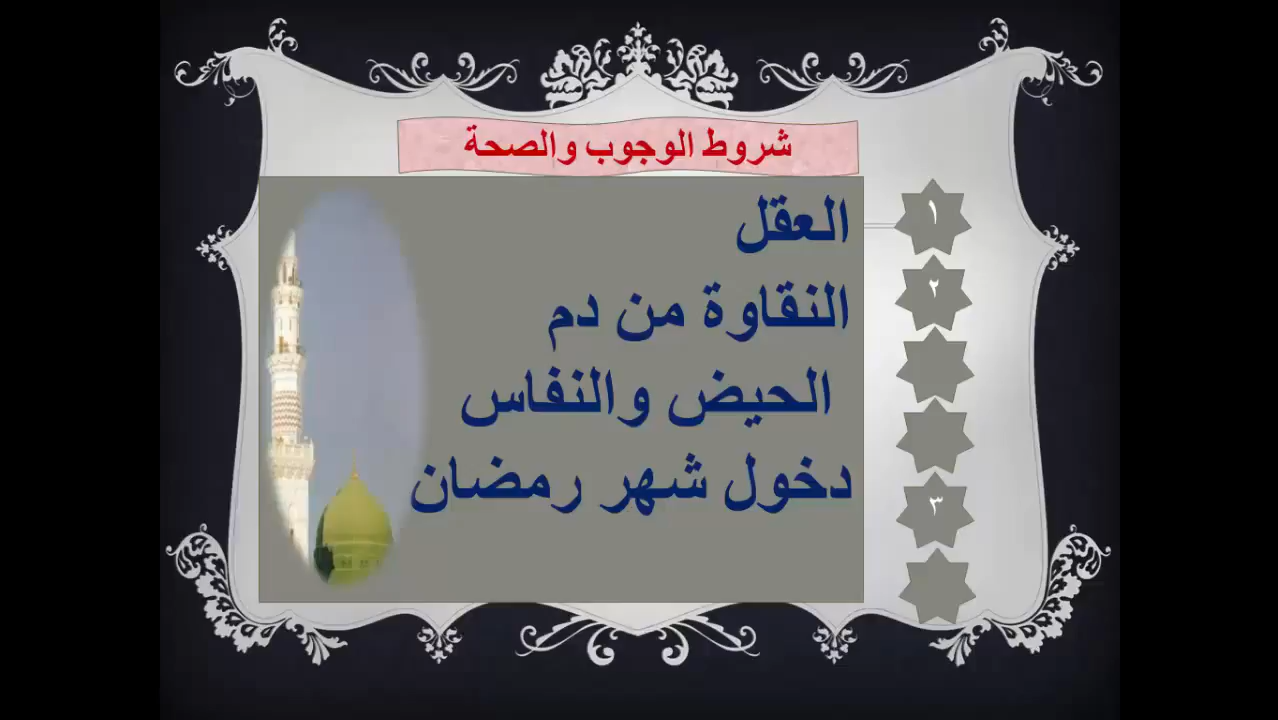 شروط الوجوب والصحة
١ العقل
٢ النقاوة من دم
الحيض والنفاس
٣ دخول شهر رمضان